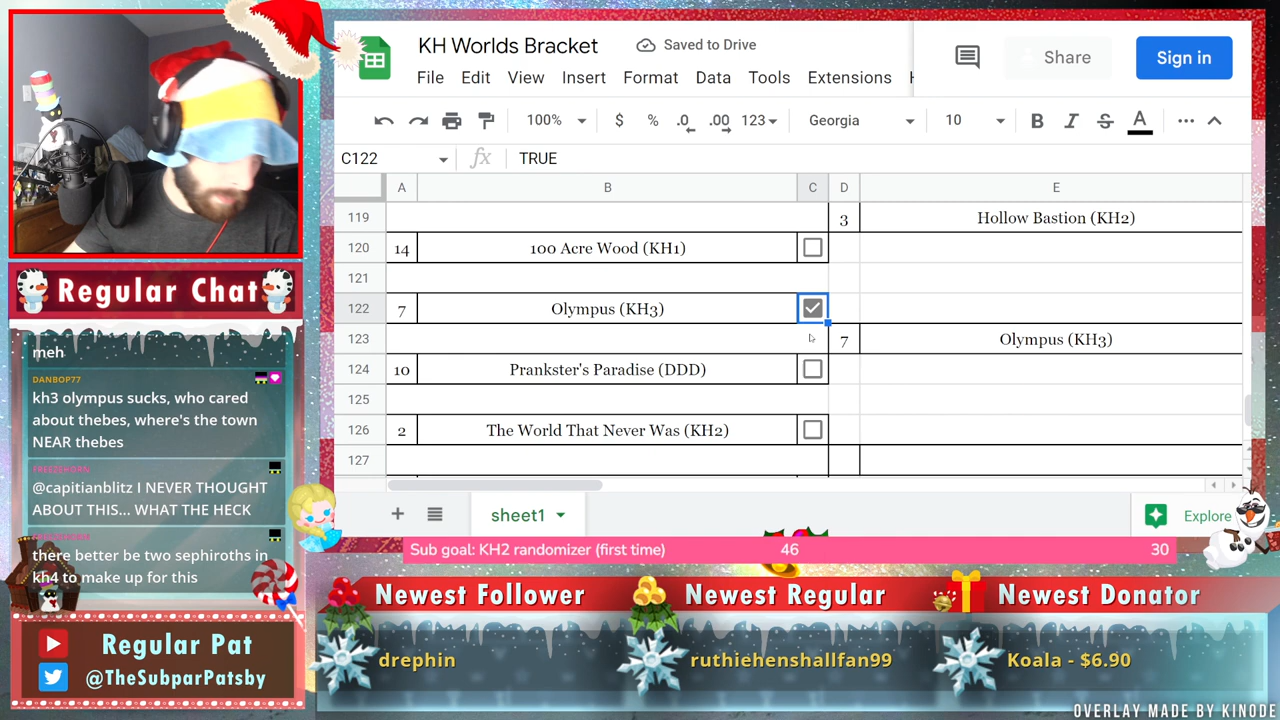 KH Worlds Bracket
Saved to Drive
Share
Sign in
File Edit View Insert Format Data Tools Extensions
100% $ % .0 .00 123 Georgia 10 B I S A
C122 fx TRUE
A B C D E
119 3 Hollow Bastion (KH2)
120 14 100 Acre Wood (KH1)
121
122 7 Olympus (KH3)
123 7 Olympus (KH3)
124 10 Prankster's Paradise (DDD)
125
126 2 The World That Never Was (KH2)
127
sheet1
Explore
Regular Chat
meh
DANBOP77
kh3 olympus sucks, who cared
about thebes, where's the town
NEAR thebes
@capitianblitz I NEVER THOUGHT
ABOUT THIS... WHAT THE HECK
there better be two sephiroths in
kh4 to make up for this
Regular Pat
@TheSubparPatsby
Sub goal: KH2 randomizer (first time) 46 30
Newest Follower
drephin
Newest Regular
ruthiehenshallfan99
Newest Donator
Koala - $6.90
OVERLAY MADE BY KINODE